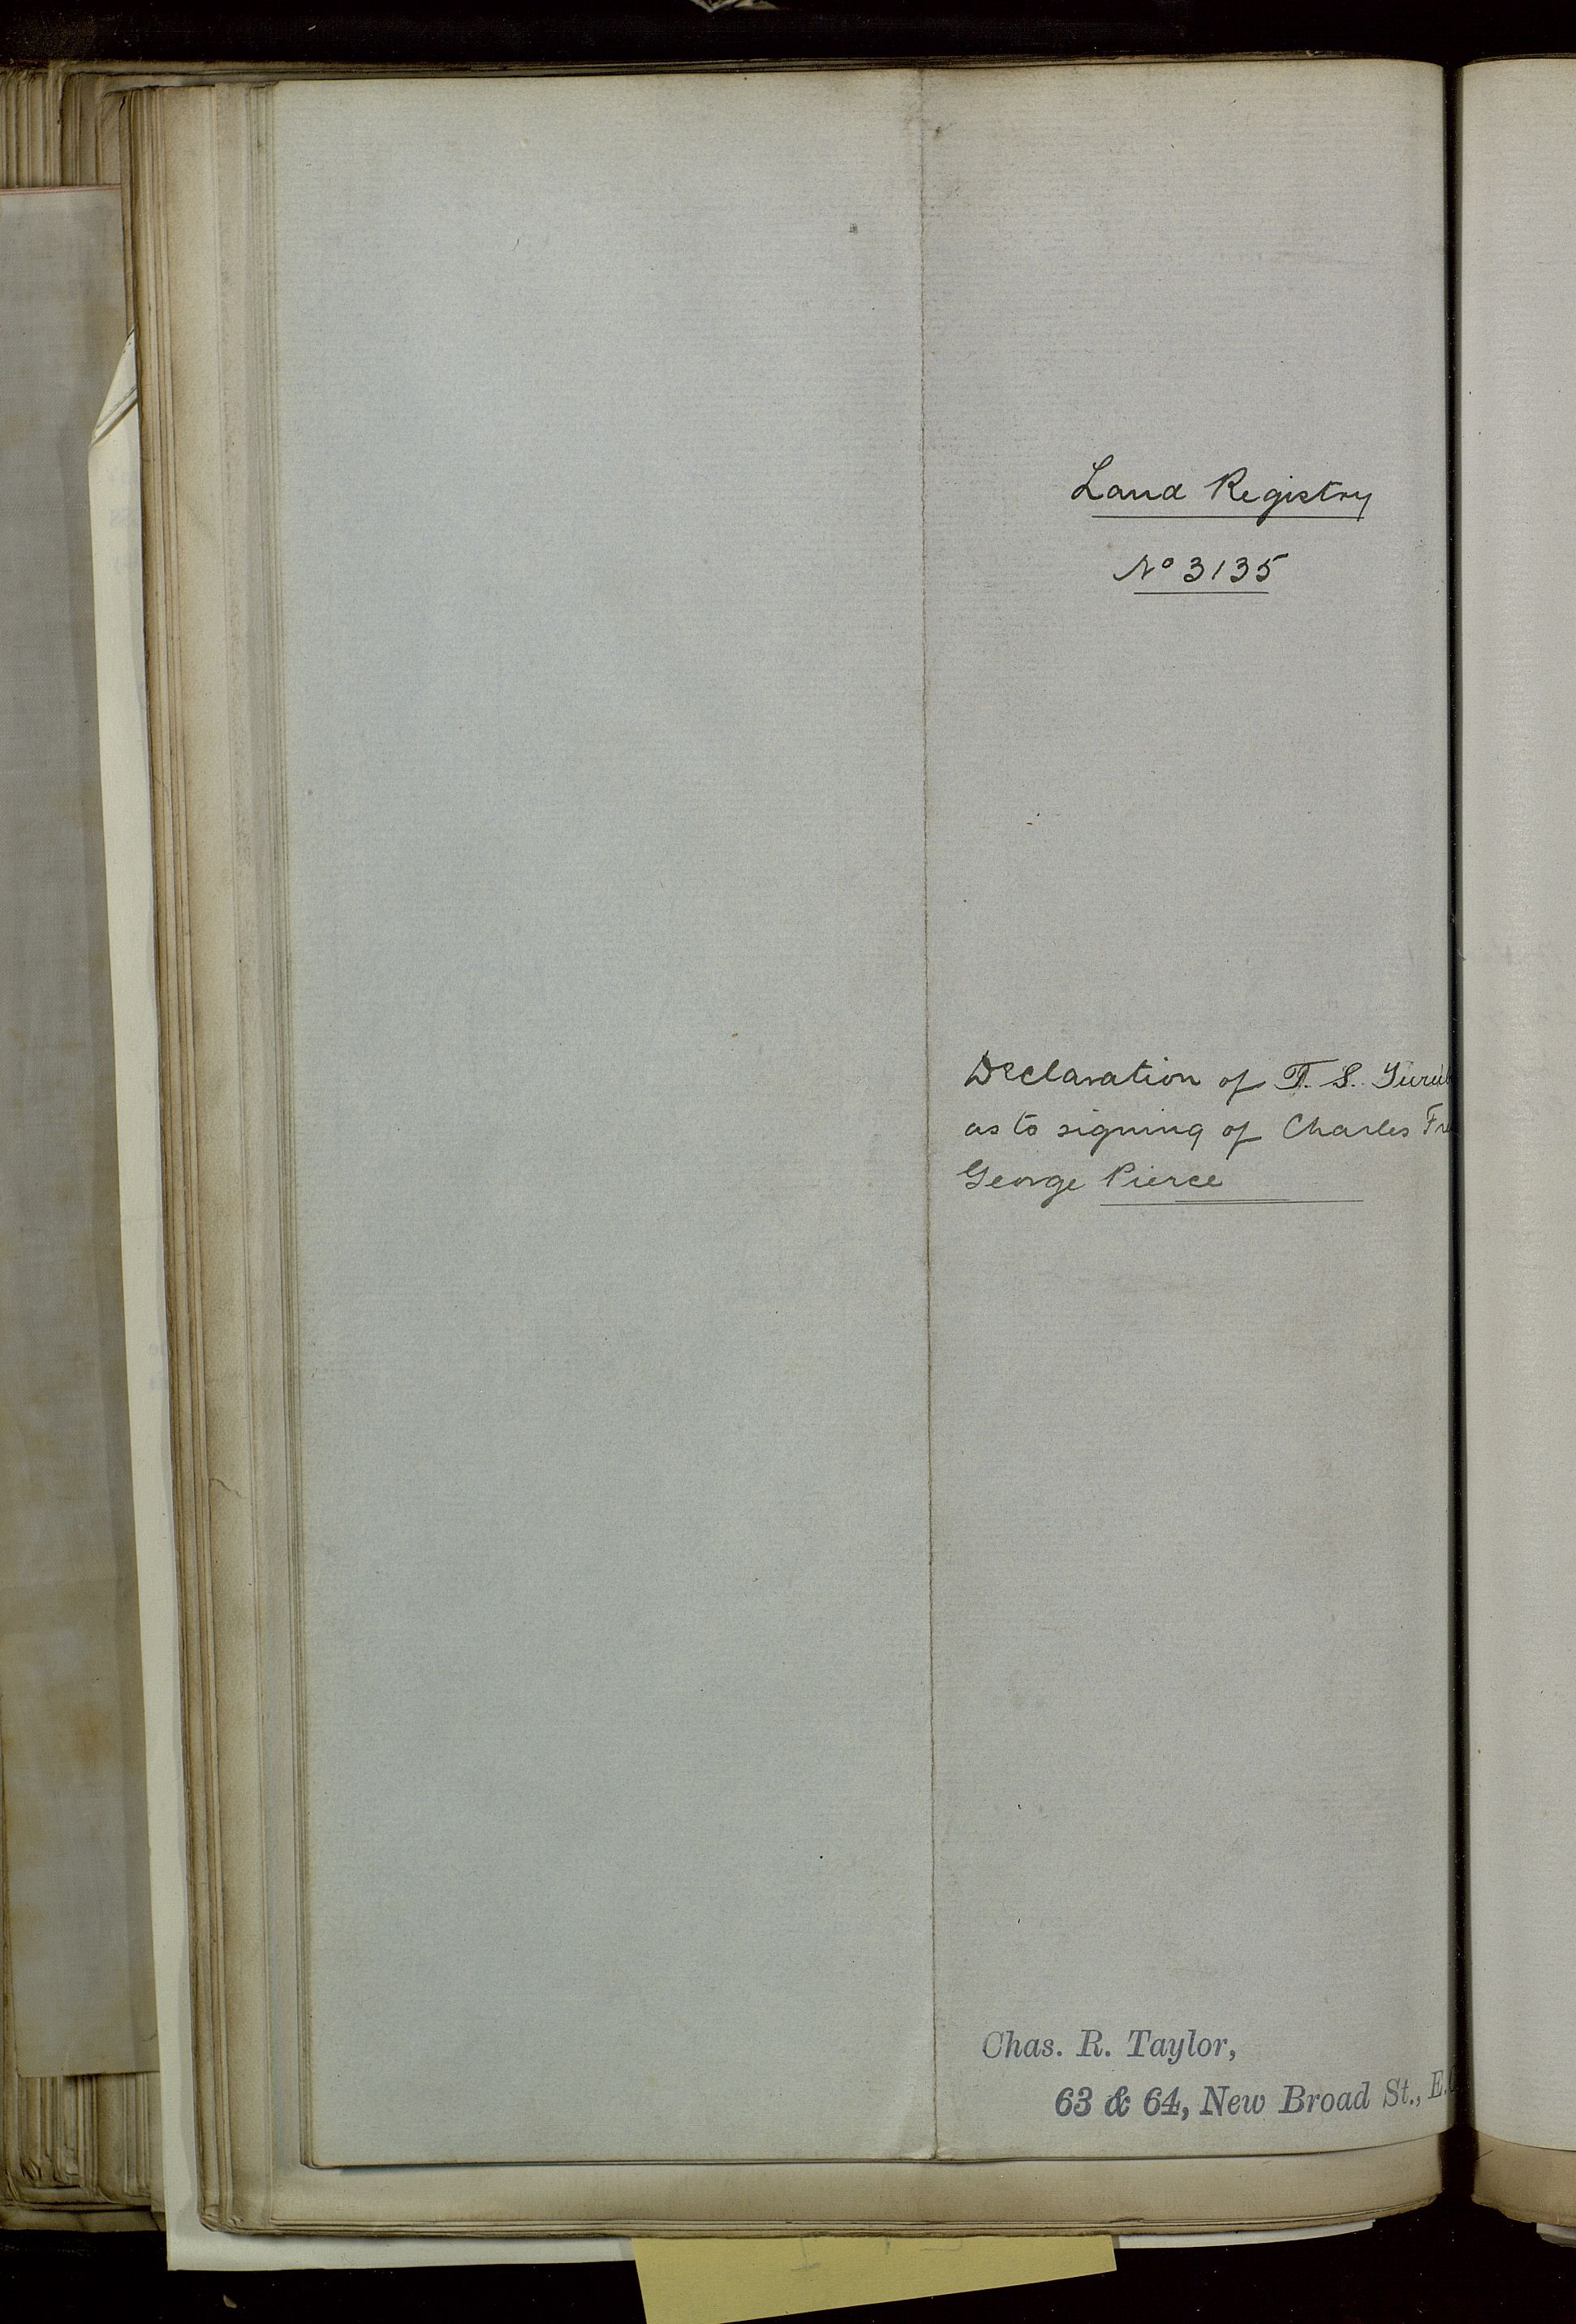 Land Registry
No 3135
Declaration of T. S.
as to signing of Charles
George Pierce
Chas. R. Taylor,
63 & 64, New Broad St.,